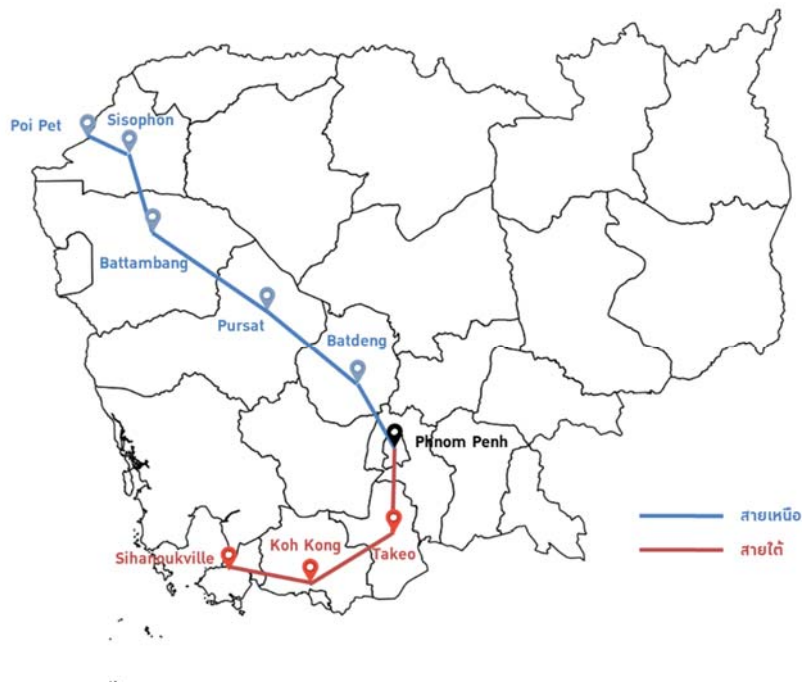 Poi Pet
Sisophon
Battambang
Pursat
Batdeng
Phnom Penh
Takeo
Koh Kong
Sihanoukville
สายเหนือ
สายใต้